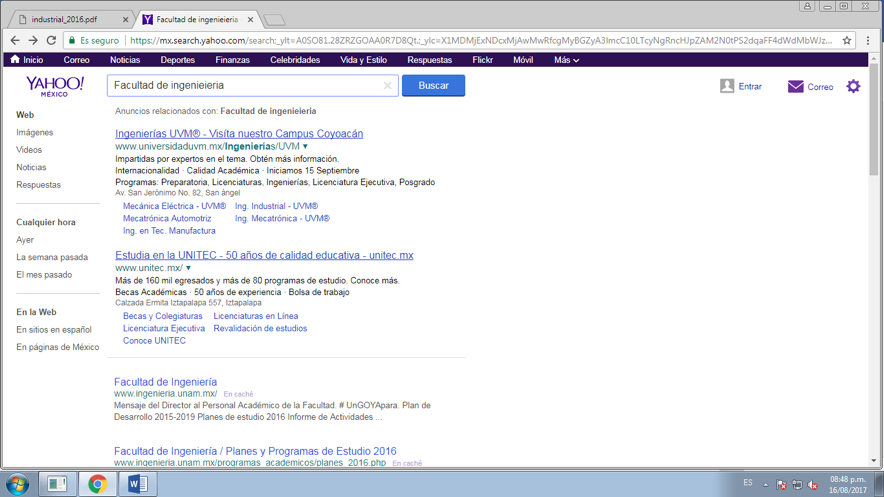 industrial_2016.pdf
Facultad de ingenieieria
Es seguro
https://mx.search.yahoo.com/search;_ylt=A0SO81.28ZRZGOAA0R7D8Qt.;_ylc=X1MDMjExNDcxMjAwMwRfcgMyBGZyA3lmcC10LTcyNgRncHJpZAM2N0tPS2dqaFF4dWdMbWVJz...
Inicio Correo Noticias Deportes Finanzas Celebridades Vida y Estilo Respuestas Flickr Móvil Más
YAHOO!
MÉXICO
Facultad de ingenieieria
Buscar
Entrar
Correo
Web
Imágenes
Videos
Noticias
Respuestas
Cualquier hora
Ayer
La semana pasada
El mes pasado
En la Web
En sitios en español
En páginas de México
Anuncios relacionados con: Facultad de ingenieieria
Ingenierías UVM® - Visíta nuestro Campus Coyoacán
www.universidaduvm.mx/Ingenierias/UVM
Impartidas por expertos en el tema. Obtén más información.
Internacionalidad · Calidad Académica · Iniciamos 15 Septiembre
Programas: Preparatoria, Licenciaturas, Ingenierías, Licenciatura Ejecutiva, Posgrado
Av. San Jerónimo No. 82, San ángel
Mecánica Eléctrica - UVM® Ing. Industrial - UVM®
Mecatrónica Automotriz Ing. Mecatrónica - UVM®
Ing. en Tec. Manufactura
Estudia en la UNITEC - 50 años de calidad educativa - unitec.mx
www.unitec.mx/
Más de 160 mil egresados y más de 80 programas de estudio. Conoce más.
Becas Académicas · 50 años de experiencia · Bolsa de trabajo
Calzada Ermita Iztapalapa 557, Iztapalapa
Becas y Colegiaturas Licenciaturas en Línea
Licenciatura Ejecutiva Revalidación de estudios
Conoce UNITEC
Facultad de Ingeniería
www.ingenieria.unam.mx/ En caché
Mensaje del Director al Personal Académico de la Facultad. # UnGOYApara. Plan de
Desarrollo 2015-2019 Planes de estudio 2016 Informe de Actividades ...
Facultad de Ingeniería / Planes y Programas de Estudio 2016
www.ingenieria.unam.mx/programas_academicos/planes_2016.php En caché
ES
08:48 p.m.
16/08/2017